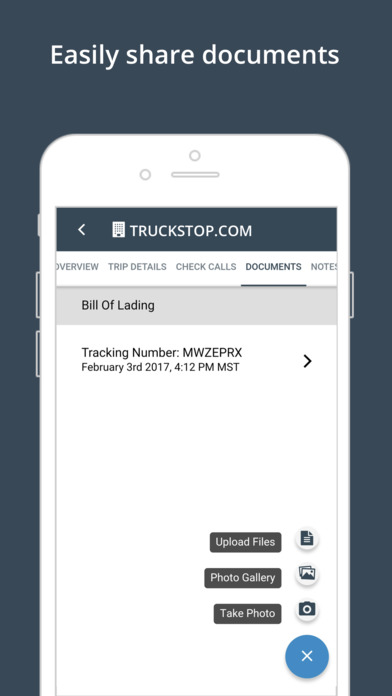 Easily share documents
TRUCKSTOP.COM
OVERVIEW TRIP DETAILS CHECK CALLS DOCUMENTS NOTES
Bill Of Lading
Tracking Number: MWZEPRX
February 3rd 2017, 4:12 PM MST
Upload Files
Photo Gallery
Take Photo